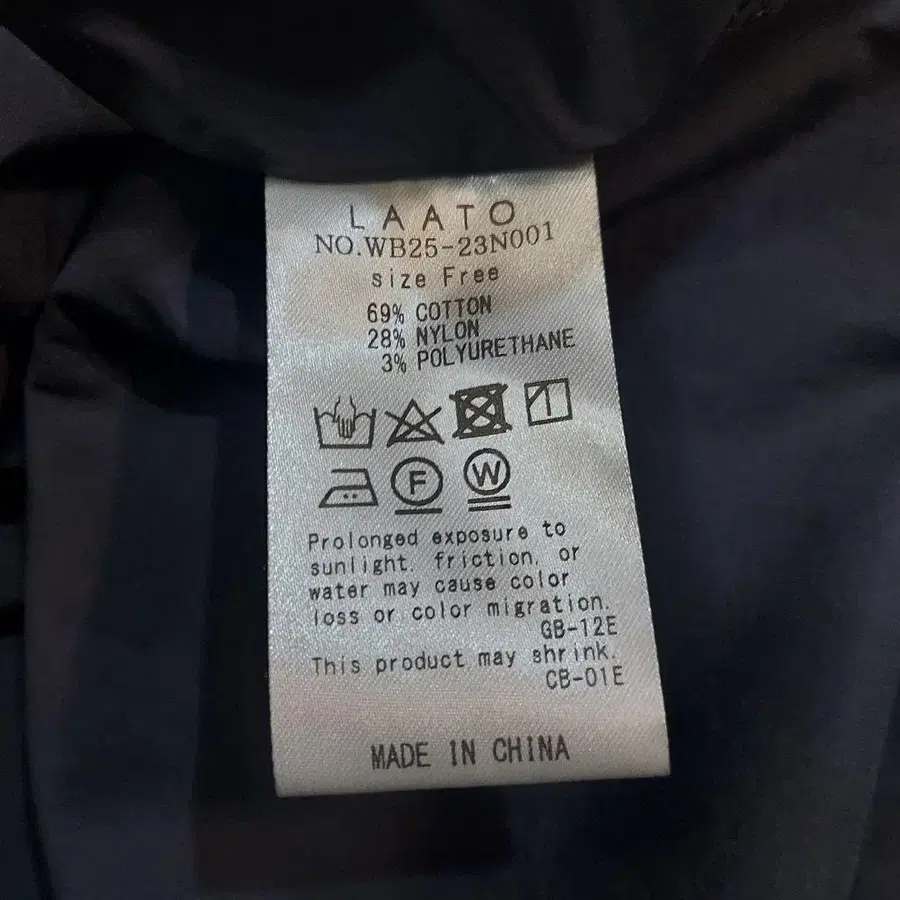 LAATO
NO.WB25-23N001
size Free
69% COTTON
28% NYLON
3% POLYURETHANE
F W
Prolonged exposure to
sunlight, friction, or
water may cause color
loss or color migration.
GB-12E
This product may shrink.
CB-01E
MADE IN CHINA